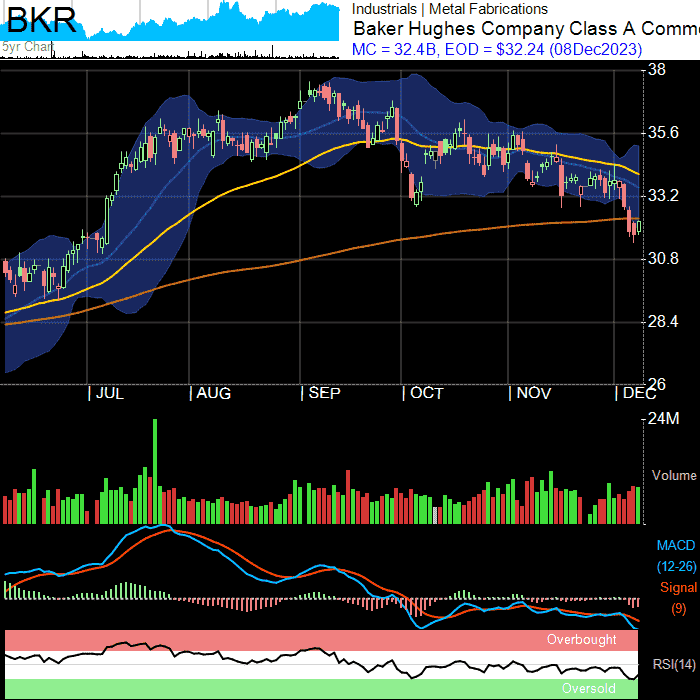 BKR
5yr Chart
Industrials | Metal Fabrications
Baker Hughes Company Class A Comm
MC = 32.4B, EOD = $32.24 (08Dec2023)
38
35.6
33.2
30.8
28.4
26
JUL
AUG
SEP
OCT
NOV
DEC
24M
Volume
MACD
(12-26)
Signal
(9)
Overbought
RSI(14)
Oversold